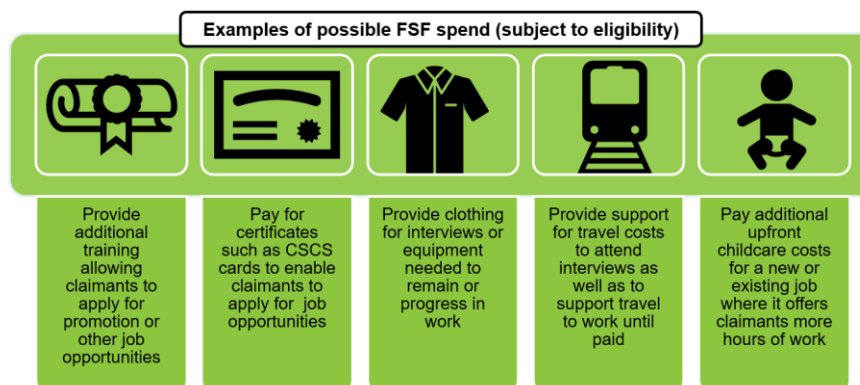 Examples of possible FSF spend (subject to eligibility)
Provide
additional
training
allowing
claimants to
apply for
promotion or
other job
opportunities
Pay for
certificates
such as CSCS
cards to enable
claimants to
apply for job
opportunities
Provide clothing
for interviews or
equipment
needed to
remain or
progress in
work
Provide support
for travel costs
to attend
interviews as
well as to
support travel
to work until
paid
Pay additional
upfront
childcare costs
for a new or
existing job
where it offers
claimants more
hours of work